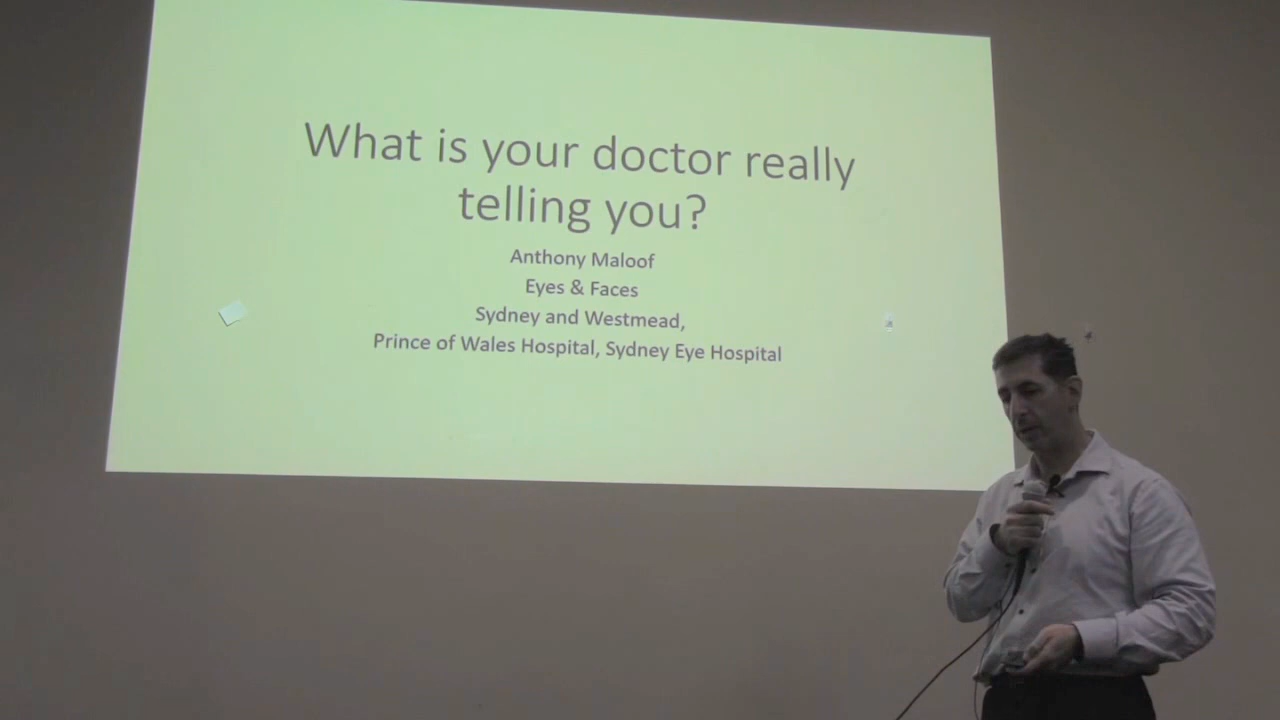 What is your doctor really
telling you?
Anthony Maloof
Eyes & Faces
Sydney and Westmead,
Prince of Wales Hospital, Sydney Eye Hospital